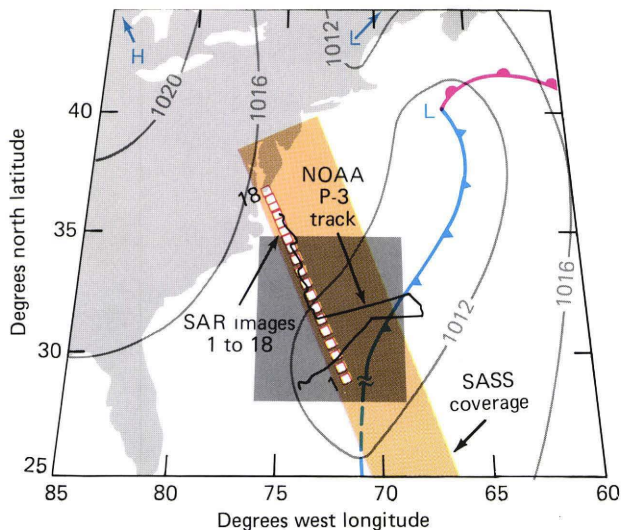 H
L
1012
1012
1020
1016
40
L
NOAA
P-3
track
18
35
SAR images
1 to 18
1012
1016
30
1
SASS
coverage
25
85
80
75
70
65
60
Degrees west longitude
Degrees north latitude